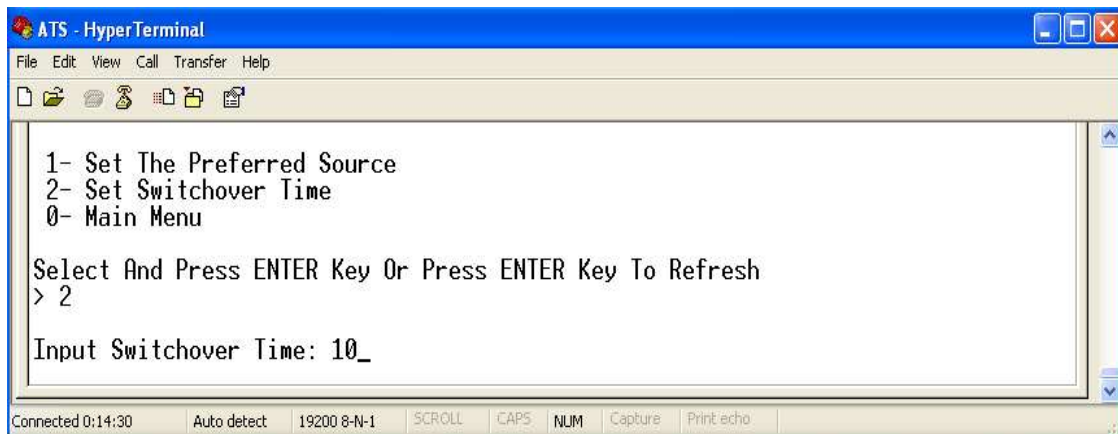 ATS - HyperTerminal
File Edit View Call Transfer Help
1- Set The Preferred Source
2- Set Switchover Time
0- Main Menu
Select And Press ENTER Key Or Press ENTER Key To Refresh
> 2
Input Switchover Time: 10_
Connected 0:14:30 Auto detect 19200 8-N-1 SCROLL CAPS NUM Capture Print echo